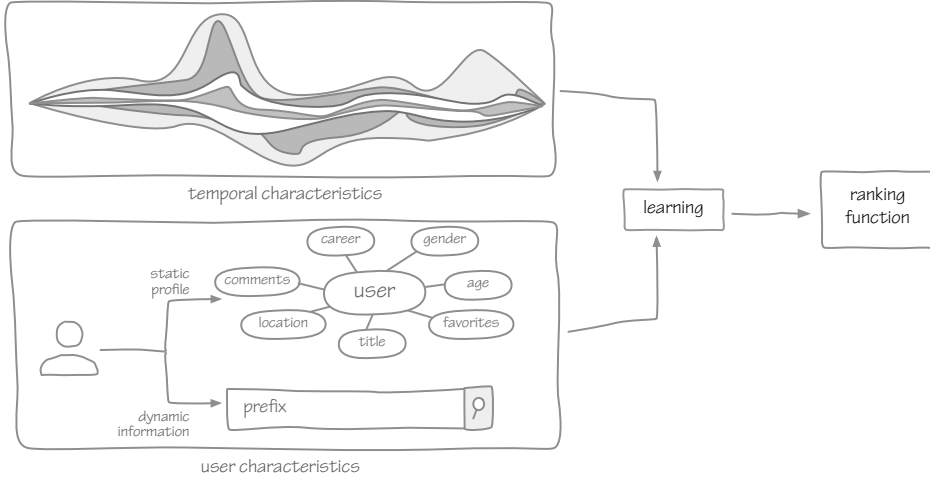 temporal characteristics
learning
ranking
function
career
gender
static
profile
comments
user
age
location
favorites
title
prefix
dynamic
information
user characteristics